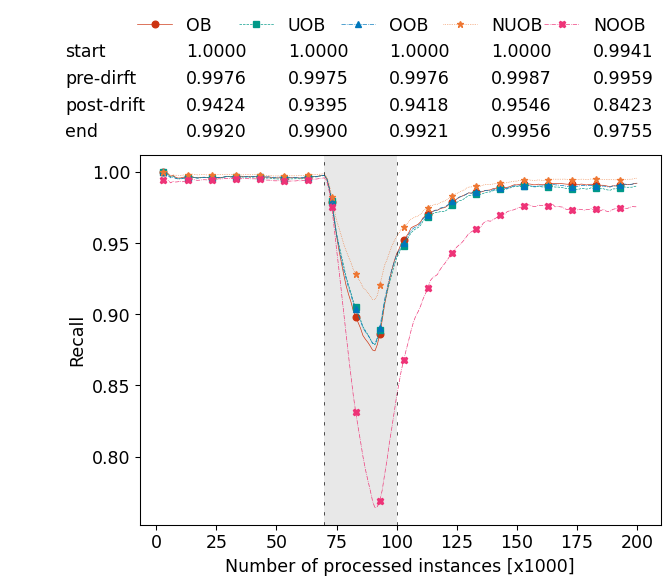 OB UOB OOB NUOB NOOB
start 1.0000 1.0000 1.0000 1.0000 0.9941
pre-dirft 0.9976 0.9975 0.9976 0.9987 0.9959
post-drift 0.9424 0.9395 0.9418 0.9546 0.8423
end 0.9920 0.9900 0.9921 0.9956 0.9755
1.00
0.95
0.90
0.85
0.80
Recall
0 25 50 75 100 125 150 175 200
Number of processed instances [x1000]